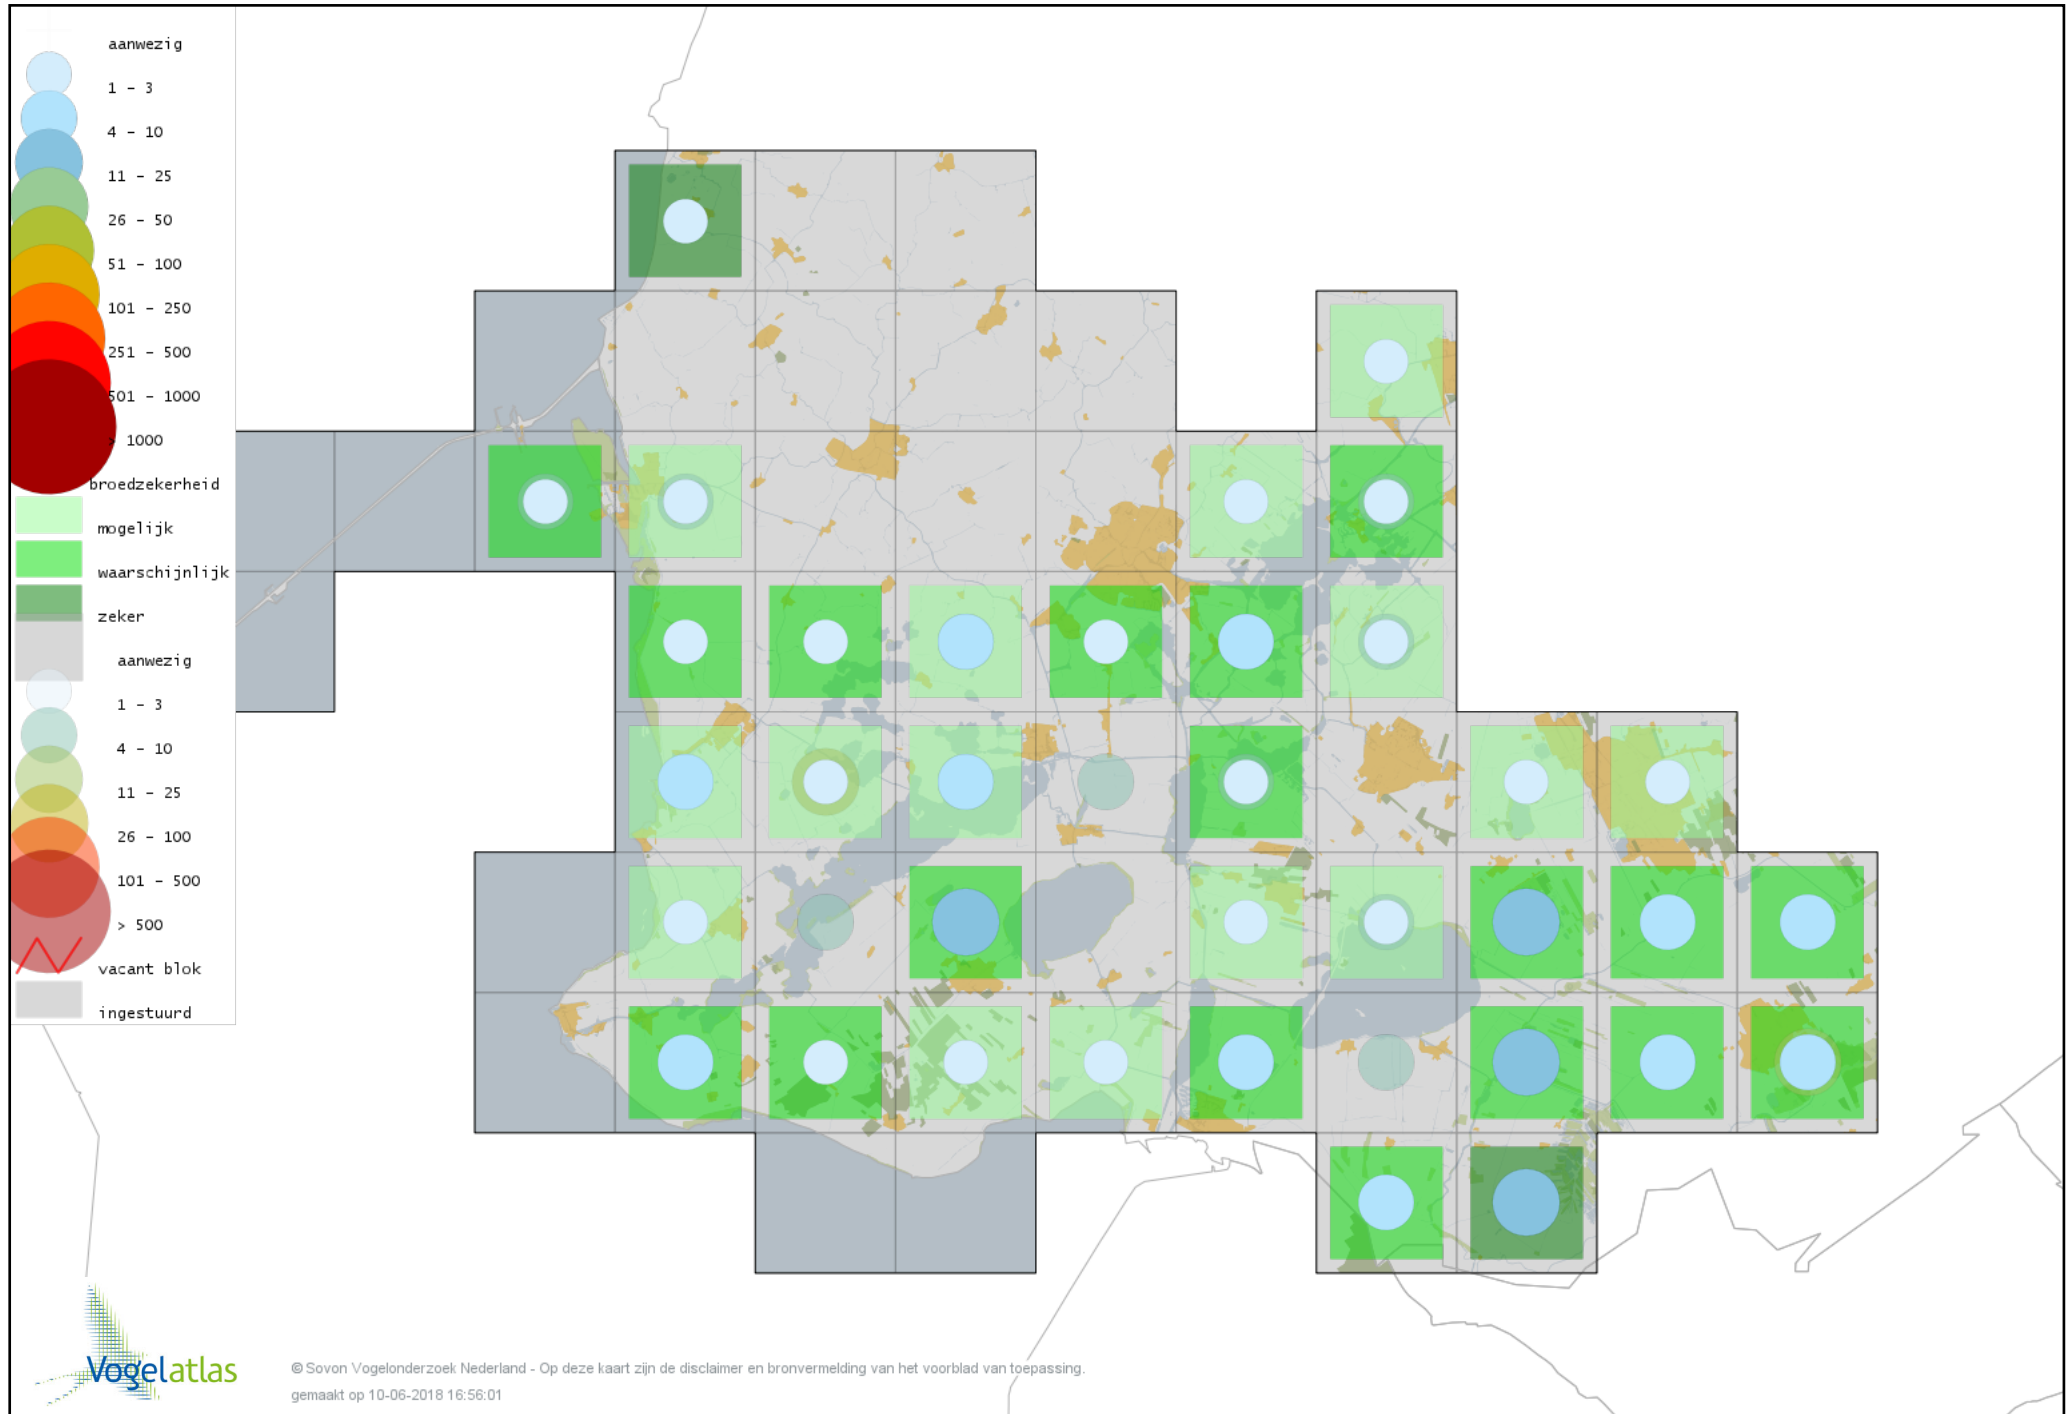 aanwezig
1 - 3
4 - 10
11 - 25
26 - 50
51 - 100
101 - 250
251 - 500
501 - 1000
> 1000
broedzekerheid
mogelijk
waarschijnlijk
zeker
aanwezig
1 - 3
4 - 10
11 - 25
26 - 100
101 - 500
> 500
vacant blok
ingestuurd
Vogelatlas
© Sovon Vogelonderzoek Nederland - Op deze kaart zijn de disclaimer en bronvermelding van het voorblad van toepassing.
gemaakt op 10-06-2018 16:56:01